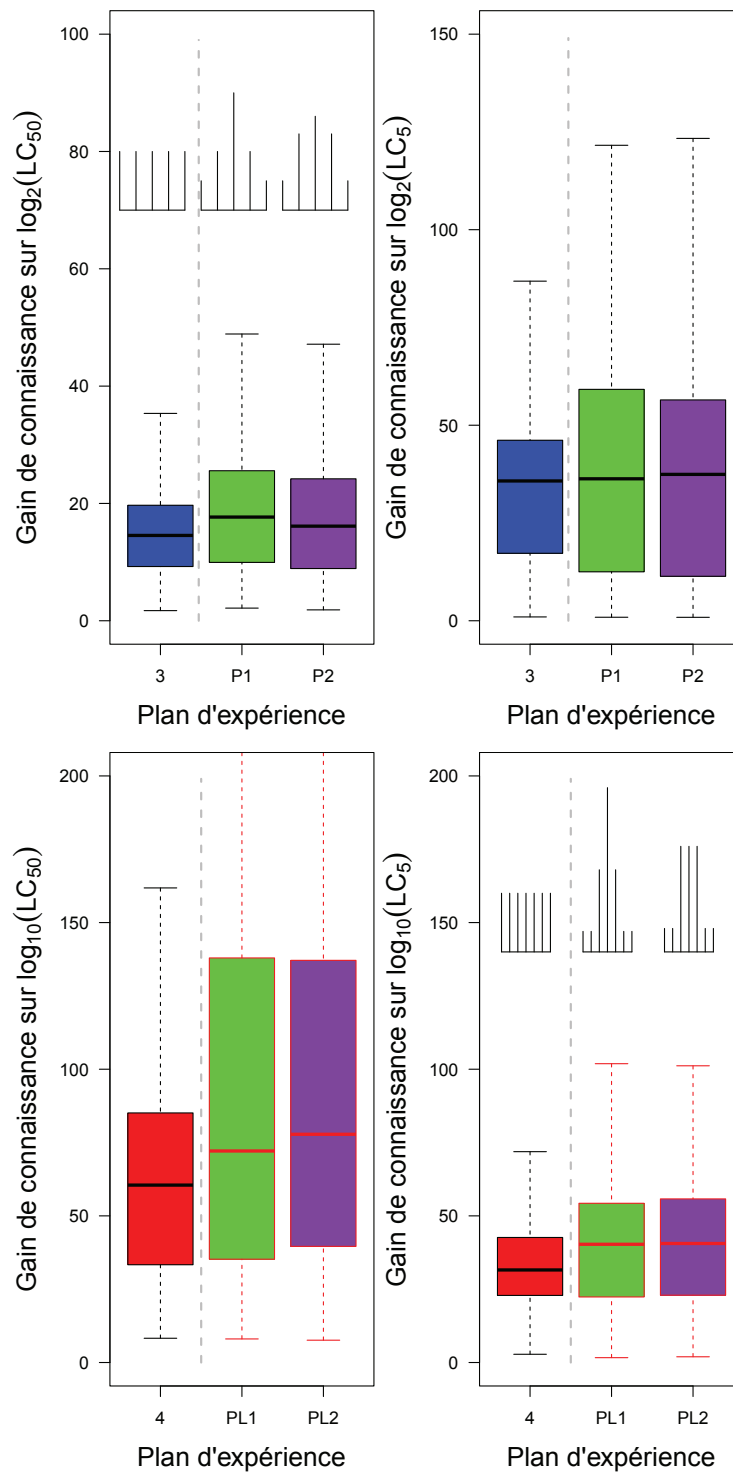 Gain de connaissance sur log₂(LC₅₀)
100
80
60
40
20
0
3 P1 P2
Plan d'expérience
Gain de connaissance sur log₂(LC₅)
150
100
50
0
3 P1 P2
Plan d'expérience
Gain de connaissance sur log₁₀(LC₅₀)
200
150
100
50
0
4 PL1 PL2
Plan d'expérience
Gain de connaissance sur log₁₀(LC₅)
200
150
100
50
0
4 PL1 PL2
Plan d'expérience